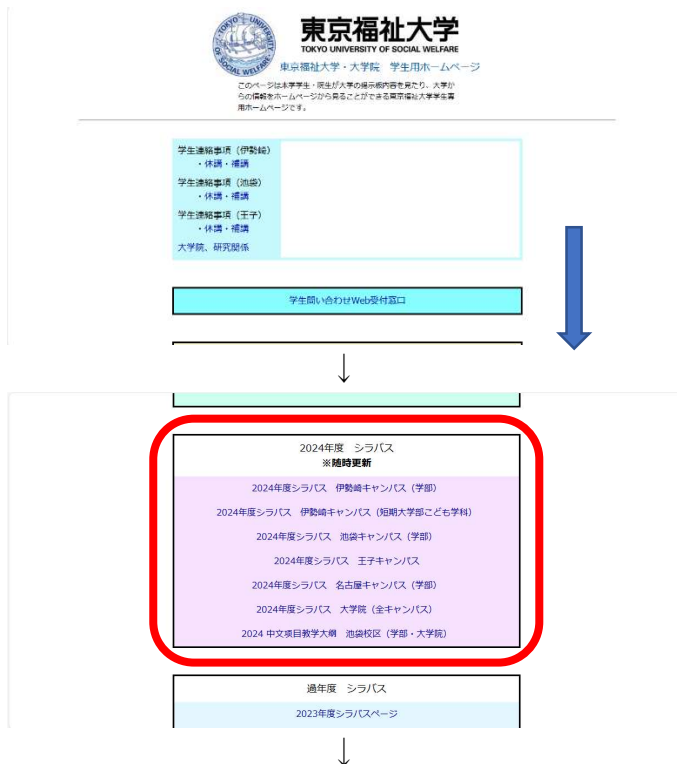 TOKYO UNIVERSITY OF SOCIAL WELFARE
東京福祉大学
TOKYO UNIVERSITY OF SOCIAL WELFARE
東京福祉大学・大学院 学生用ホームページ
このページは本学学生・院生が大学の掲示板内容を見たり、大学か
らの情報をホームページから見ることができる東京福祉大学学生専
用ホームページです。
学生連絡事項（伊勢崎）
・休講・補講
学生連絡事項（池袋）
・休講・補講
学生連絡事項（王子）
・休講・補講
大学院、研究関係
学生問い合わせWeb受付窓口
↓
2024年度 シラバス
※随時更新
2024年度シラバス 伊勢崎キャンパス（学部）
2024年度シラバス 伊勢崎キャンパス（短期大学部こども学科）
2024年度シラバス 池袋キャンパス（学部）
2024年度シラバス 王子キャンパス
2024年度シラバス 名古屋キャンパス（学部）
2024年度シラバス 大学院（全キャンパス）
2024 中文项目教学大纲 池袋校区（学部・大学院）
過年度 シラバス
2023年度シラバスページ
↓